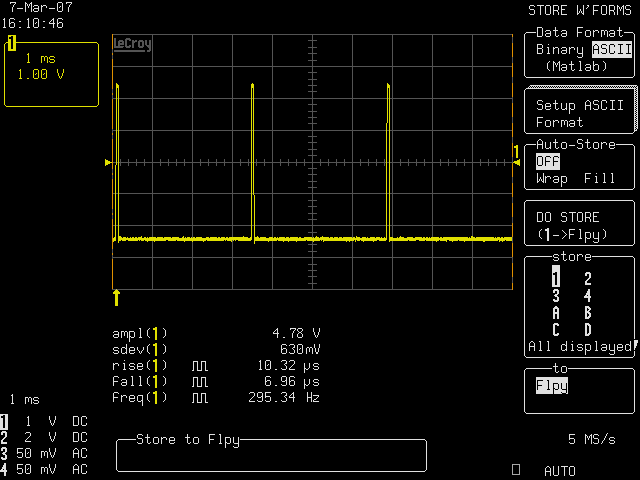 7-Mar-07
16:10:46
1
1 ms
1.00 V
LeCroy
1
ampl(1) 4.78 V
sdev(1) 630mV
rise(1) 10.32 µs
fall(1) 6.96 µs
freq(1) 295.34 Hz
1 ms
1 1 V DC
2 2 V DC
3 50 mV AC
4 50 mV AC
Store to Flpy
STORE W'FORMS
Data Format
Binary ASCII
(Matlab)
Setup ASCII
Format
Auto-Store
OFF
Wrap Fill
DO STORE
(1->Flpy)
store
1 2
3 4
A B
C D
All displayed
to
Flpy
5 MS/s
AUTO